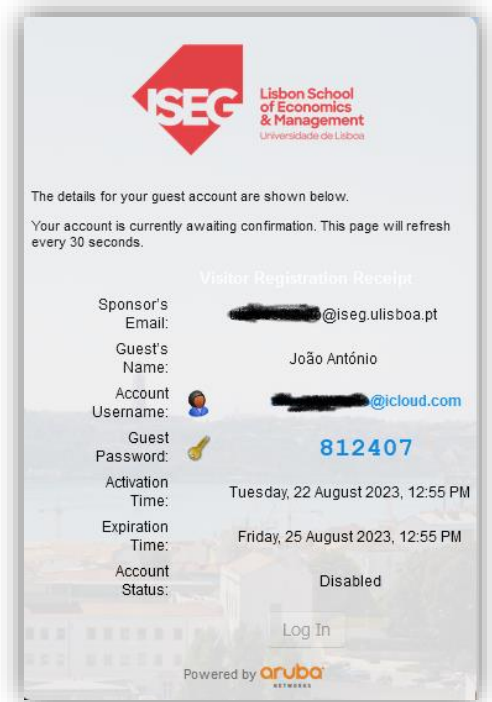 ISEG
Lisbon School
of Economics
& Management
Universidade de Lisboa
The details for your guest account are shown below.
Your account is currently awaiting confirmation. This page will refresh
every 30 seconds.
Visitor Registration Receipt
Sponsor's
Email:
@iseg.ulisboa.pt
Guest's
Name:
João António
Account
Username:
@icloud.com
Guest
Password:
812407
Activation
Time:
Tuesday, 22 August 2023, 12:55 PM
Expiration
Time:
Friday, 25 August 2023, 12:55 PM
Account
Status:
Disabled
Log In
Powered by aruba
NETWORKS